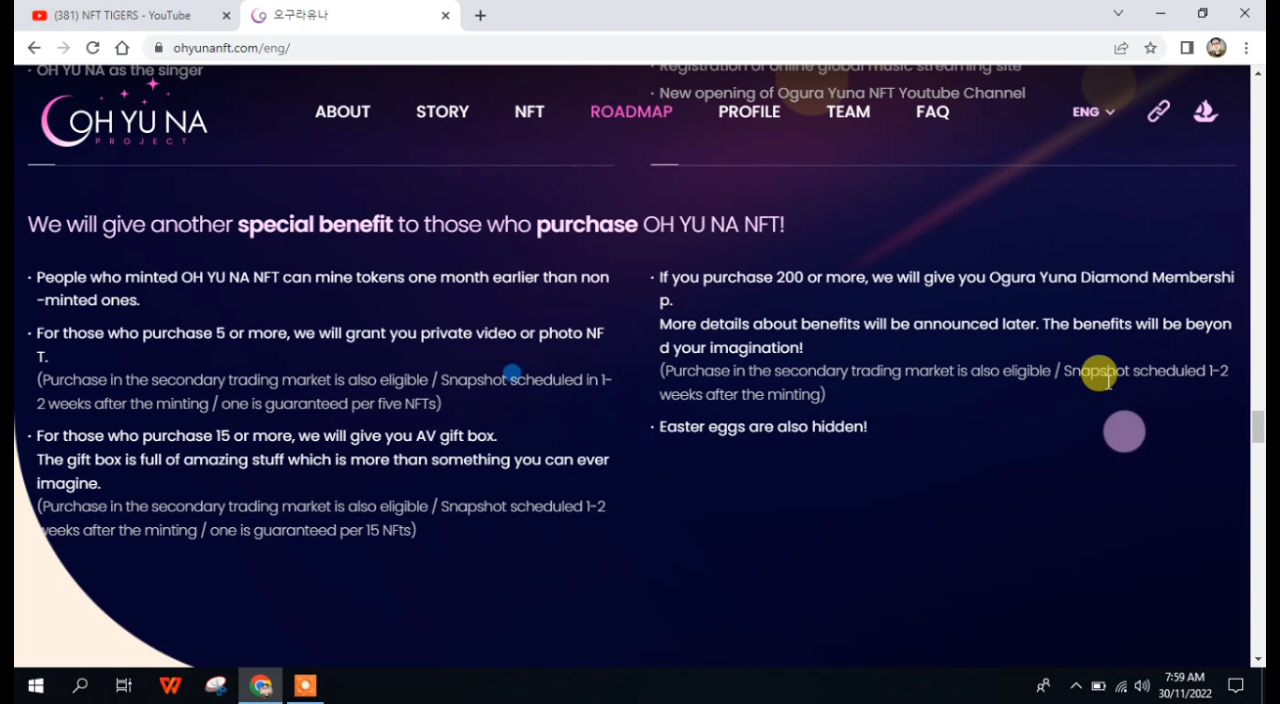 (381) NFT TIGERS - YouTube
오구라유나
ohyunanft.com/eng/
· OH YU NA as the singer
· Registration of online global music streaming site
· New opening of Ogura Yuna NFT Youtube Channel
OH YU NA
PROJECT
ABOUT STORY NFT ROADMAP PROFILE TEAM FAQ ENG
We will give another special benefit to those who purchase OH YU NA NFT!
· People who minted OH YU NA NFT can mine tokens one month earlier than non
-minted ones.
· For those who purchase 5 or more, we will grant you private video or photo NF
T.
(Purchase in the secondary trading market is also eligible / Snapshot scheduled in 1-
2 weeks after the minting / one is guaranteed per five NFTs)
· For those who purchase 15 or more, we will give you AV gift box.
The gift box is full of amazing stuff which is more than something you can ever
imagine.
(Purchase in the secondary trading market is also eligible / Snapshot scheduled 1-2
weeks after the minting / one is guaranteed per 15 NFTs)
· If you purchase 200 or more, we will give you Ogura Yuna Diamond Membershi
p.
More details about benefits will be announced later. The benefits will be beyon
d your imagination!
(Purchase in the secondary trading market is also eligible / Snapshot scheduled 1-2
weeks after the minting)
· Easter eggs are also hidden!
7:59 AM
30/11/2022